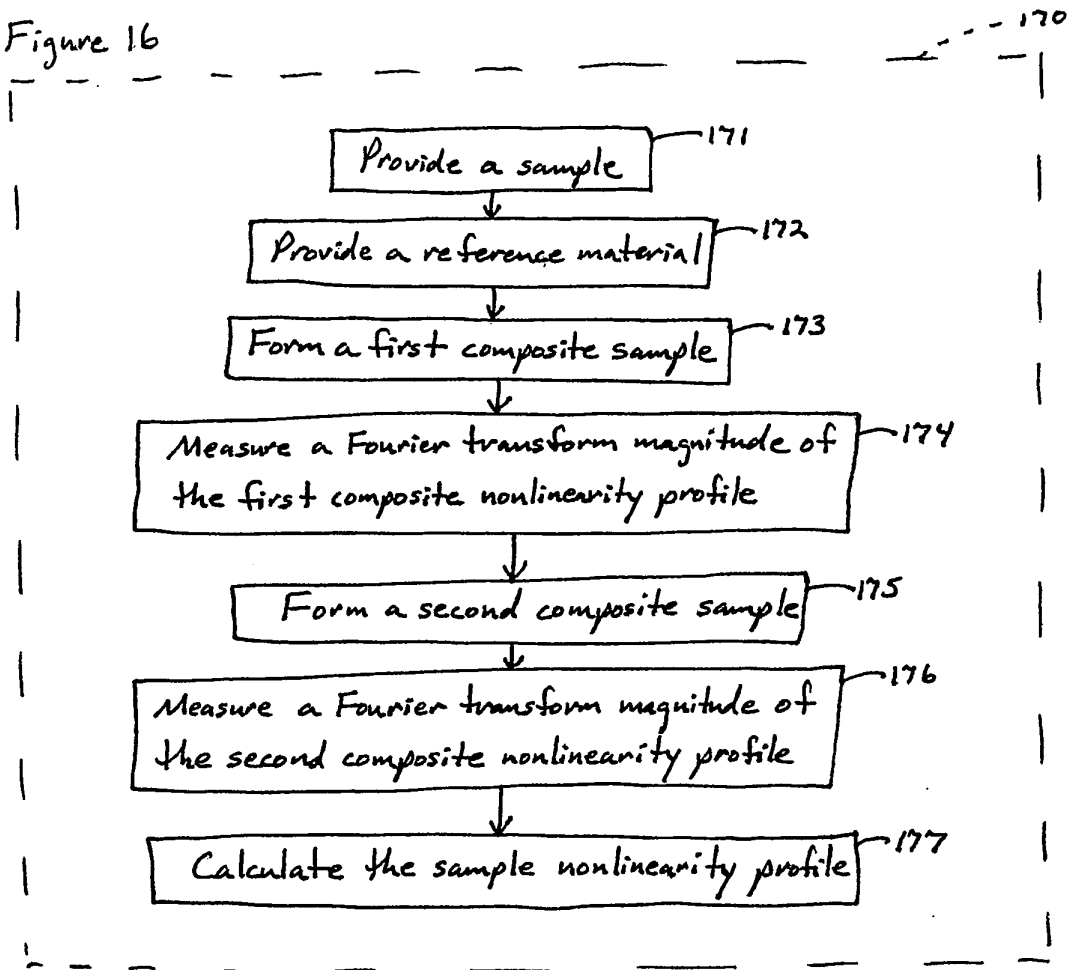 Figure 16
170
Provide a sample
171
Provide a reference material
172
Form a first composite sample
173
Measure a Fourier transform magnitude of
the first composite nonlinearity profile
174
Form a second composite sample
175
Measure a Fourier transform magnitude of
the second composite nonlinearity profile
176
Calculate the sample nonlinearity profile
177